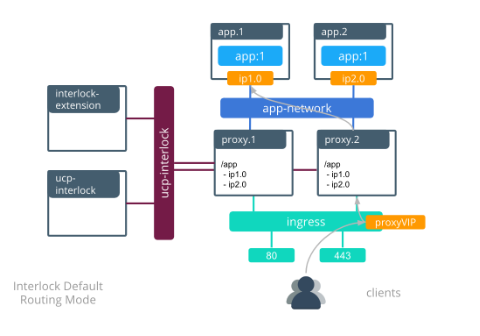 app.1
app.2
app:1
app:1
ip1.0
ip2.0
interlock-
extension
app-network
ucp-interlock
proxy.1
proxy.2
/app
- ip1.0
- ip2.0
/app
- ip1.0
- ip2.0
ucp-
interlock
ingress
proxyVIP
80
443
Interlock Default
Routing Mode
clients